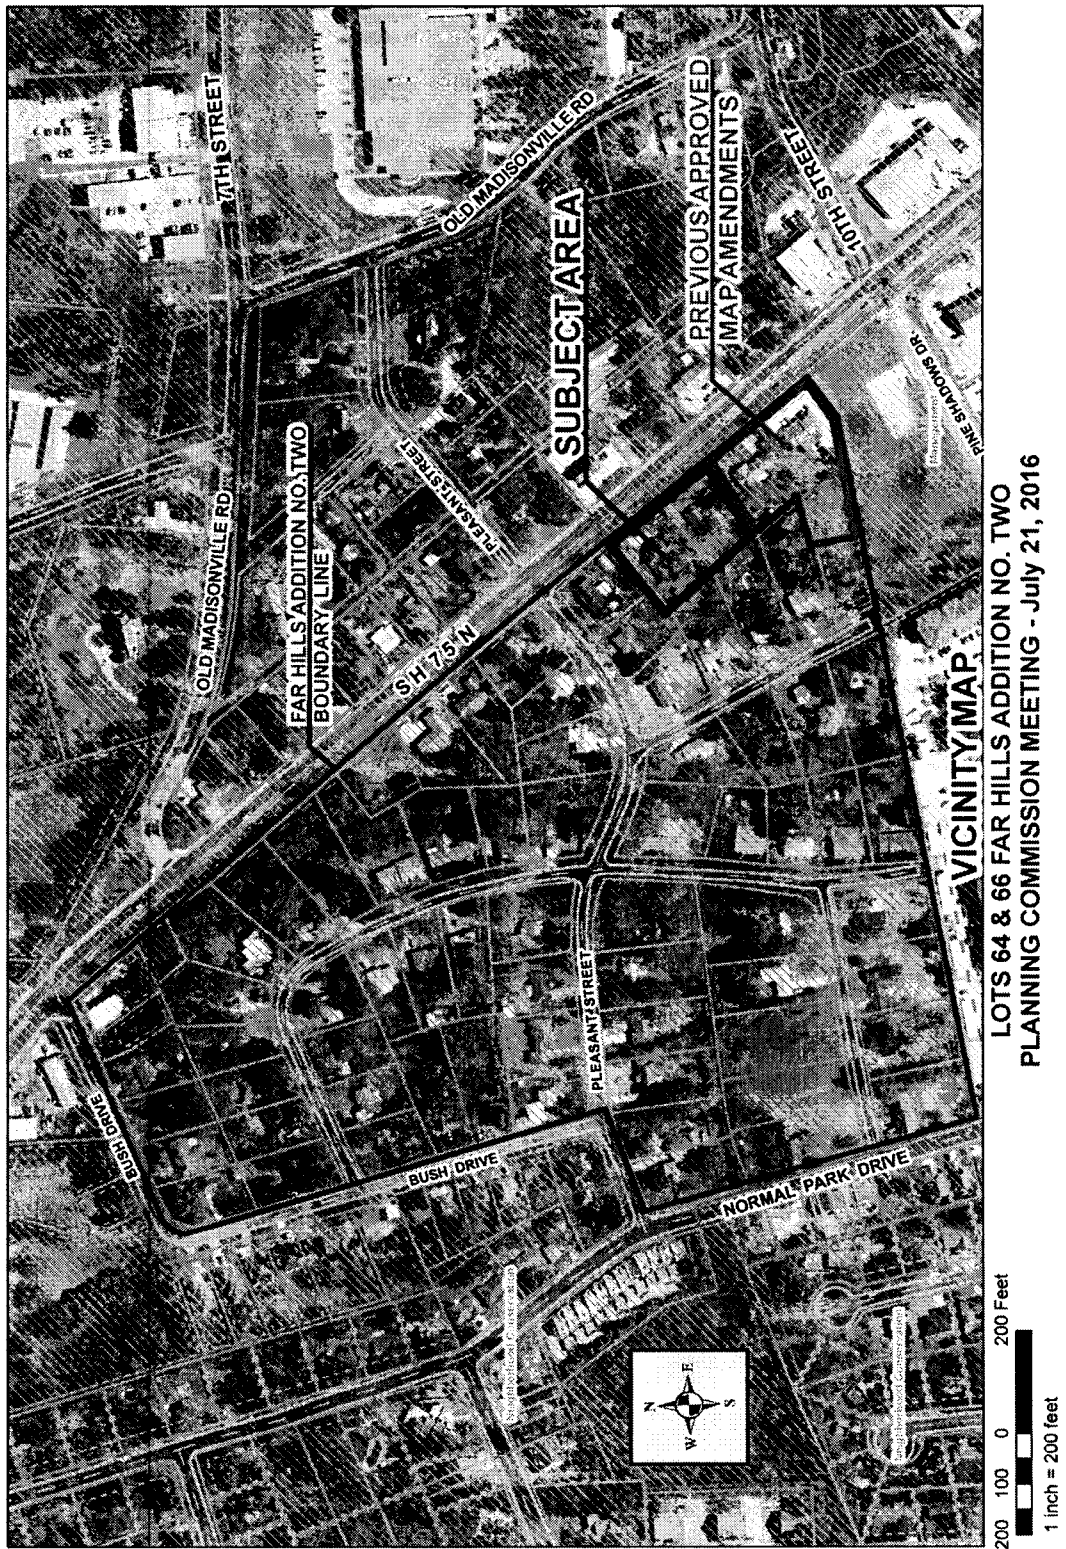 7TH STREET
OLD MADISONVILLE RD
PREVIOUS APPROVED
MAP AMENDMENTS
10TH STREET
SUBJECT AREA
PINE SHADOWS DR.
FAR HILLS ADDITION NO. TWO
BOUNDARY LINE
PLEASANT STREET
OLD MADISONVILLE RD
SH 75 N
PLEASANT STREET
BUSH DRIVE
BUSH DRIVE
NORMAL PARK DRIVE
N
W
E
S
VICINITY MAP
LOTS 64 & 66 FAR HILLS ADDITION NO. TWO
PLANNING COMMISSION MEETING - July 21, 2016
200 100 0 200 Feet
1 inch = 200 feet